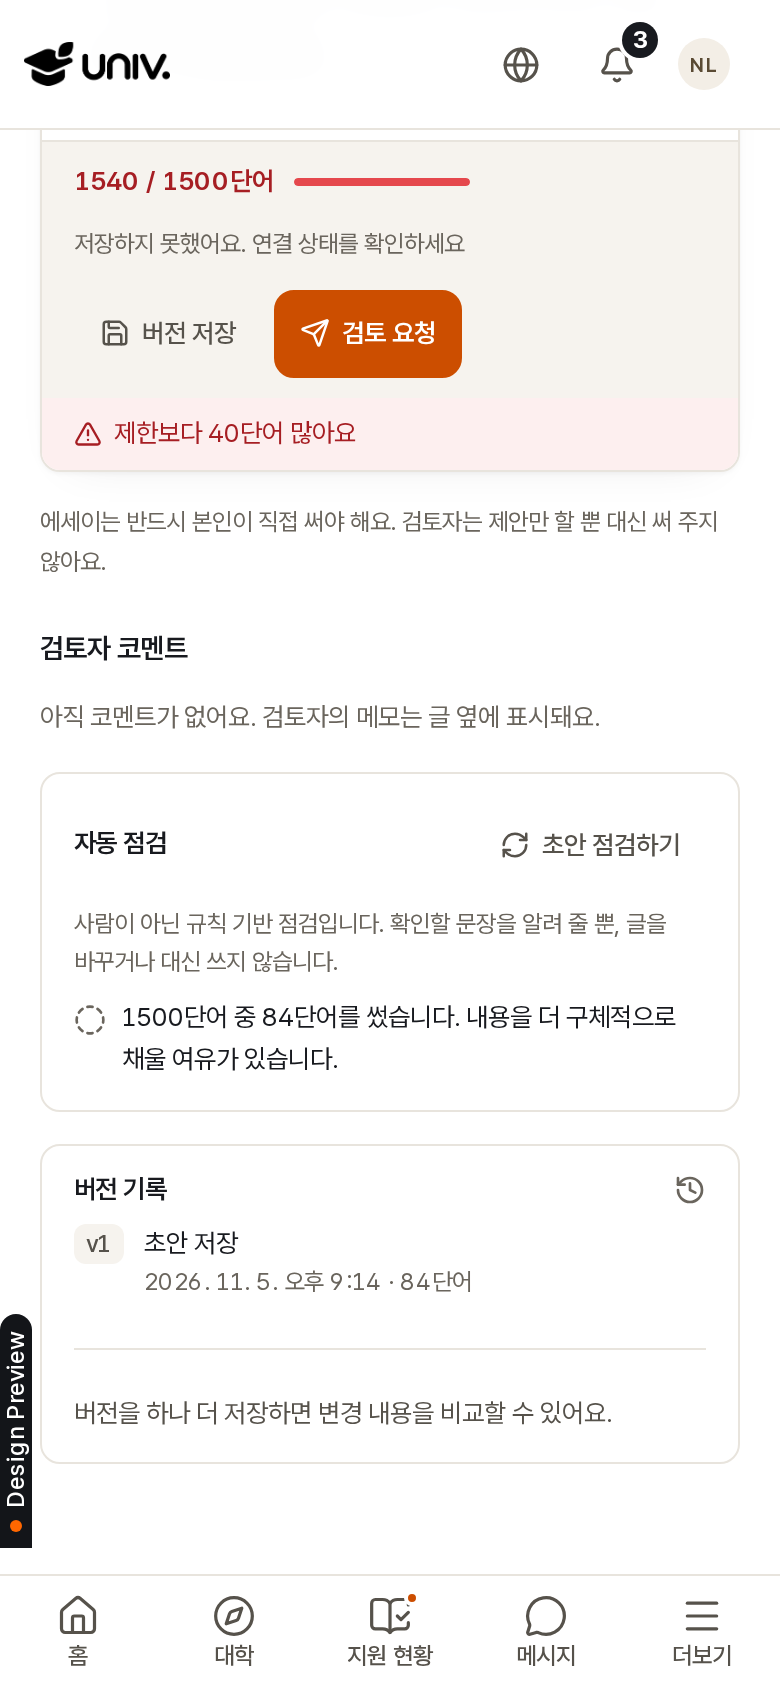 univ.
3
NL
1540 / 1500단어
저장하지 못했어요. 연결 상태를 확인하세요
버전 저장
검토 요청
제한보다 40단어 많아요
에세이는 반드시 본인이 직접 써야 해요. 검토자는 제안만 할 뿐 대신 써 주지
않아요.
검토자 코멘트
아직 코멘트가 없어요. 검토자의 메모는 글 옆에 표시돼요.
자동 점검
초안 점검하기
사람이 아닌 규칙 기반 점검입니다. 확인할 문장을 알려 줄 뿐, 글을
바꾸거나 대신 쓰지 않습니다.
1500단어 중 84단어를 썼습니다. 내용을 더 구체적으로
채울 여유가 있습니다.
버전 기록
v1
초안 저장
2026. 11. 5. 오후 9:14 · 84단어
버전을 하나 더 저장하면 변경 내용을 비교할 수 있어요.
Design Preview
홈
대학
지원 현황
메시지
더보기